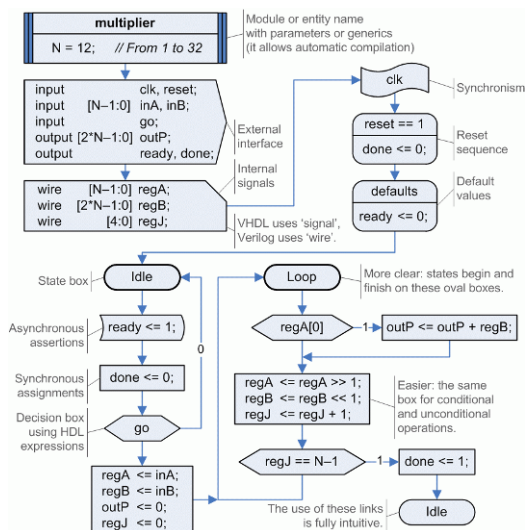 multiplier
N = 12; // From 1 to 32
Module or entity name
with parameters or generics
(it allows automatic compilation)
input clk, reset;
input [N–1:0] inA, inB;
input go;
output [2*N–1:0] outP;
output ready, done;
External
interface
wire [N–1:0] regA;
wire [2*N–1:0] regB;
wire [4:0] regJ;
Internal
signals
VHDL uses ‘signal’,
Verilog uses ‘wire’.
clk
Synchronism
reset == 1
done <= 0;
Reset
sequence
defaults
ready <= 0;
Default
values
State box
Idle
Asynchronous
assertions
ready <= 1;
Synchronous
assignments
done <= 0;
Decision box
using HDL
expressions
go
0
regA <= inA;
regB <= inB;
outP <= 0;
regJ <= 0;
Loop
More clear: states begin and
finish on these oval boxes.
regA[0]
1
outP <= outP + regB;
regA <= regA >> 1;
regB <= regB << 1;
regJ <= regJ + 1;
Easier: the same
box for conditional
and unconditional
operations.
regJ == N–1
1
done <= 1;
The use of these links
is fully intuitive.
Idle